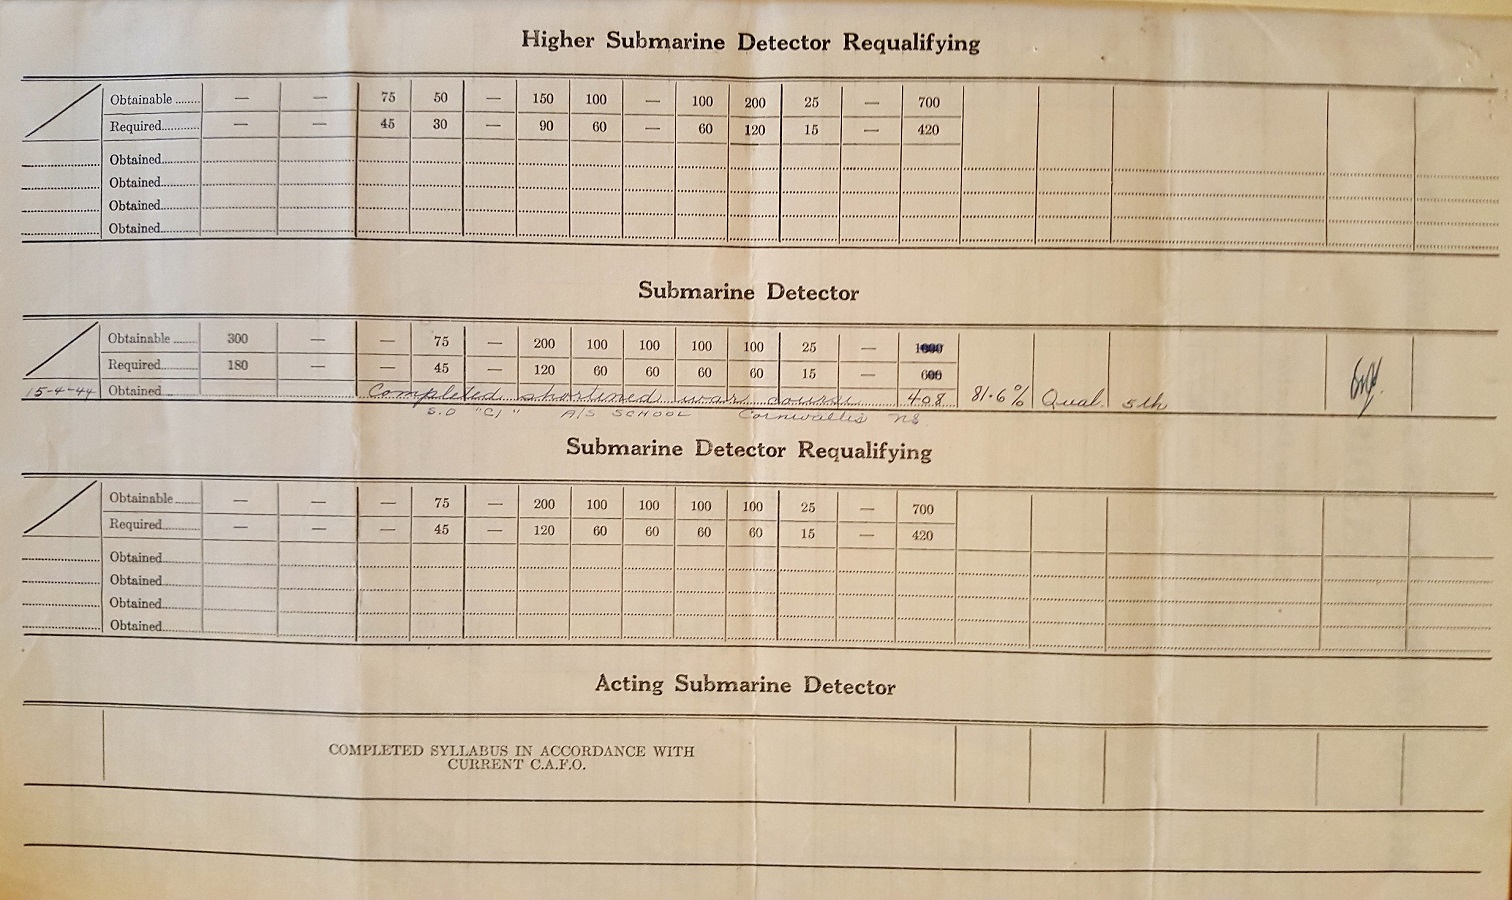 Higher Submarine Detector Requalifying
Obtainable ........ — — 75 50 — 150 100 — 100 200 25 — 700
Required............ — — 45 30 — 90 60 — 60 120 15 — 420
Obtained............
Obtained............
Obtained............
Obtained............
Submarine Detector
Obtainable ...... 300 — — 75 — 200 100 100 100 100 25 —
Required.......... 180 — — 45 — 120 60 60 60 60 15 — 600
15-4-44 Obtained... Completed shortened war course 408 81.6% Qual. 5th
S.D "C/" A/S SCHOOL Cornwallis NS
Submarine Detector Requalifying
Obtainable ....... — — — 75 — 200 100 100 100 100 25 — 700
Required........... — — — 45 — 120 60 60 60 60 15 — 420
Obtained............
Obtained............
Obtained............
Obtained............
Acting Submarine Detector
COMPLETED SYLLABUS IN ACCORDANCE WITH
CURRENT C.A.F.O.